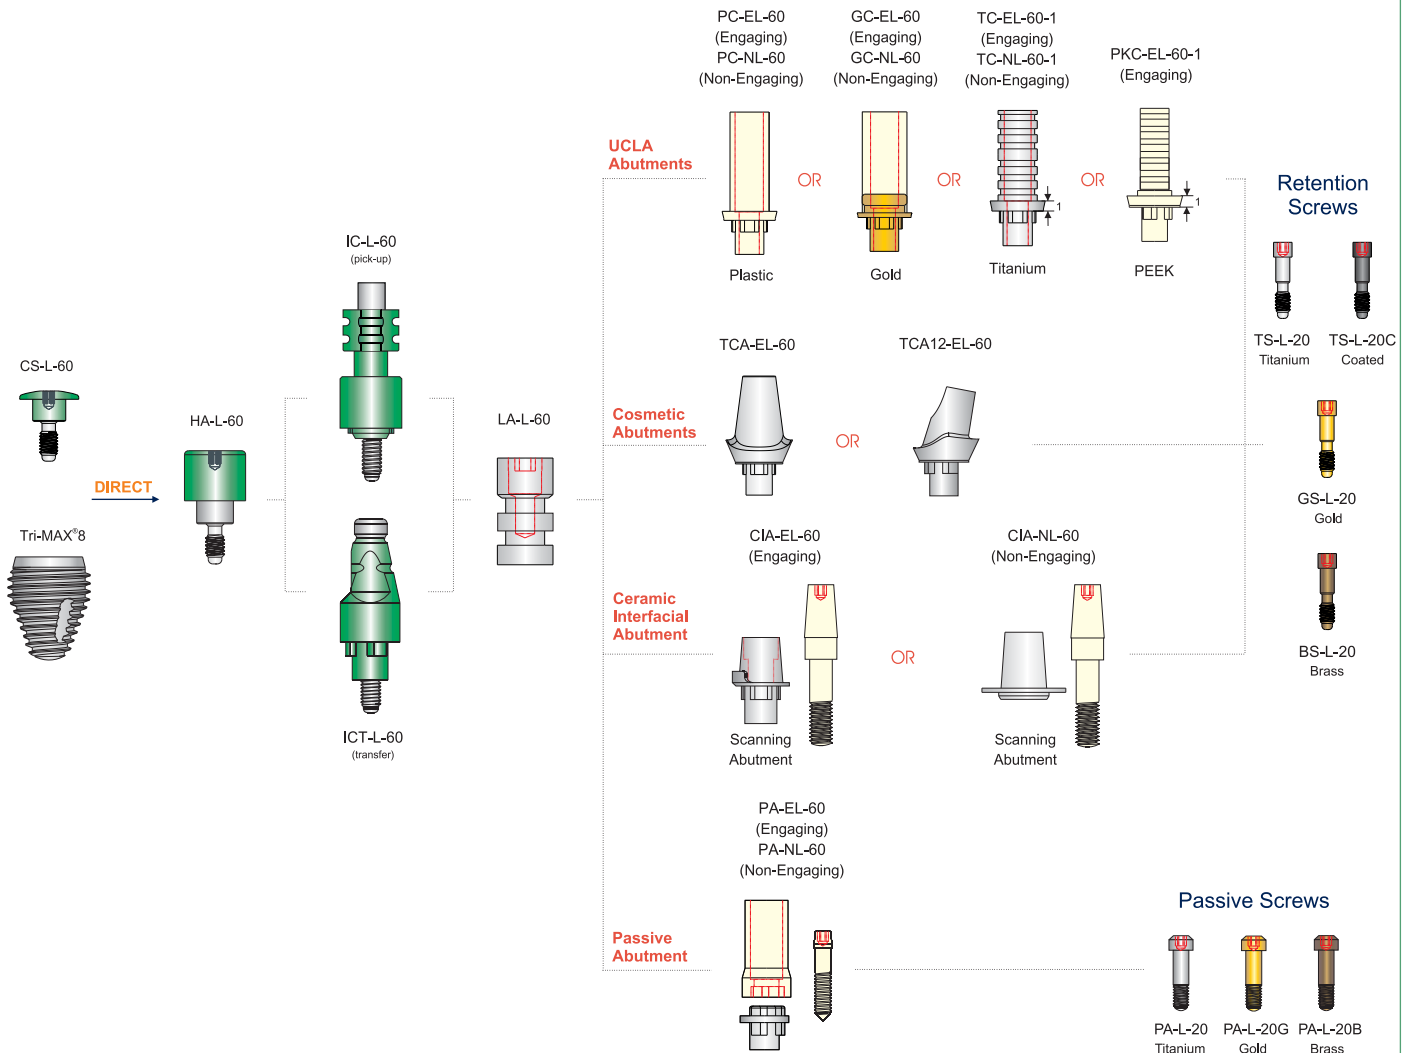 PC-EL-60
(Engaging)
PC-NL-60
(Non-Engaging)
GC-EL-60
(Engaging)
GC-NL-60
(Non-Engaging)
TC-EL-60-1
(Engaging)
TC-NL-60-1
(Non-Engaging)
PKC-EL-60-1
(Engaging)
UCLA
Abutments
OR
OR
1
OR
1
Plastic
Gold
Titanium
PEEK
Retention
Screws
TS-L-20
Titanium
TS-L-20C
Coated
GS-L-20
Gold
BS-L-20
Brass
IC-L-60
(pick-up)
CS-L-60
HA-L-60
LA-L-60
DIRECT
Tri-MAX®8
ICT-L-60
(transfer)
TCA-EL-60
TCA12-EL-60
Cosmetic
Abutments
OR
CIA-EL-60
(Engaging)
CIA-NL-60
(Non-Engaging)
Ceramic
Interfacial
Abutment
OR
Scanning
Abutment
Scanning
Abutment
PA-EL-60
(Engaging)
PA-NL-60
(Non-Engaging)
Passive
Abutment
Passive Screws
PA-L-20
Titanium
PA-L-20G
Gold
PA-L-20B
Brass